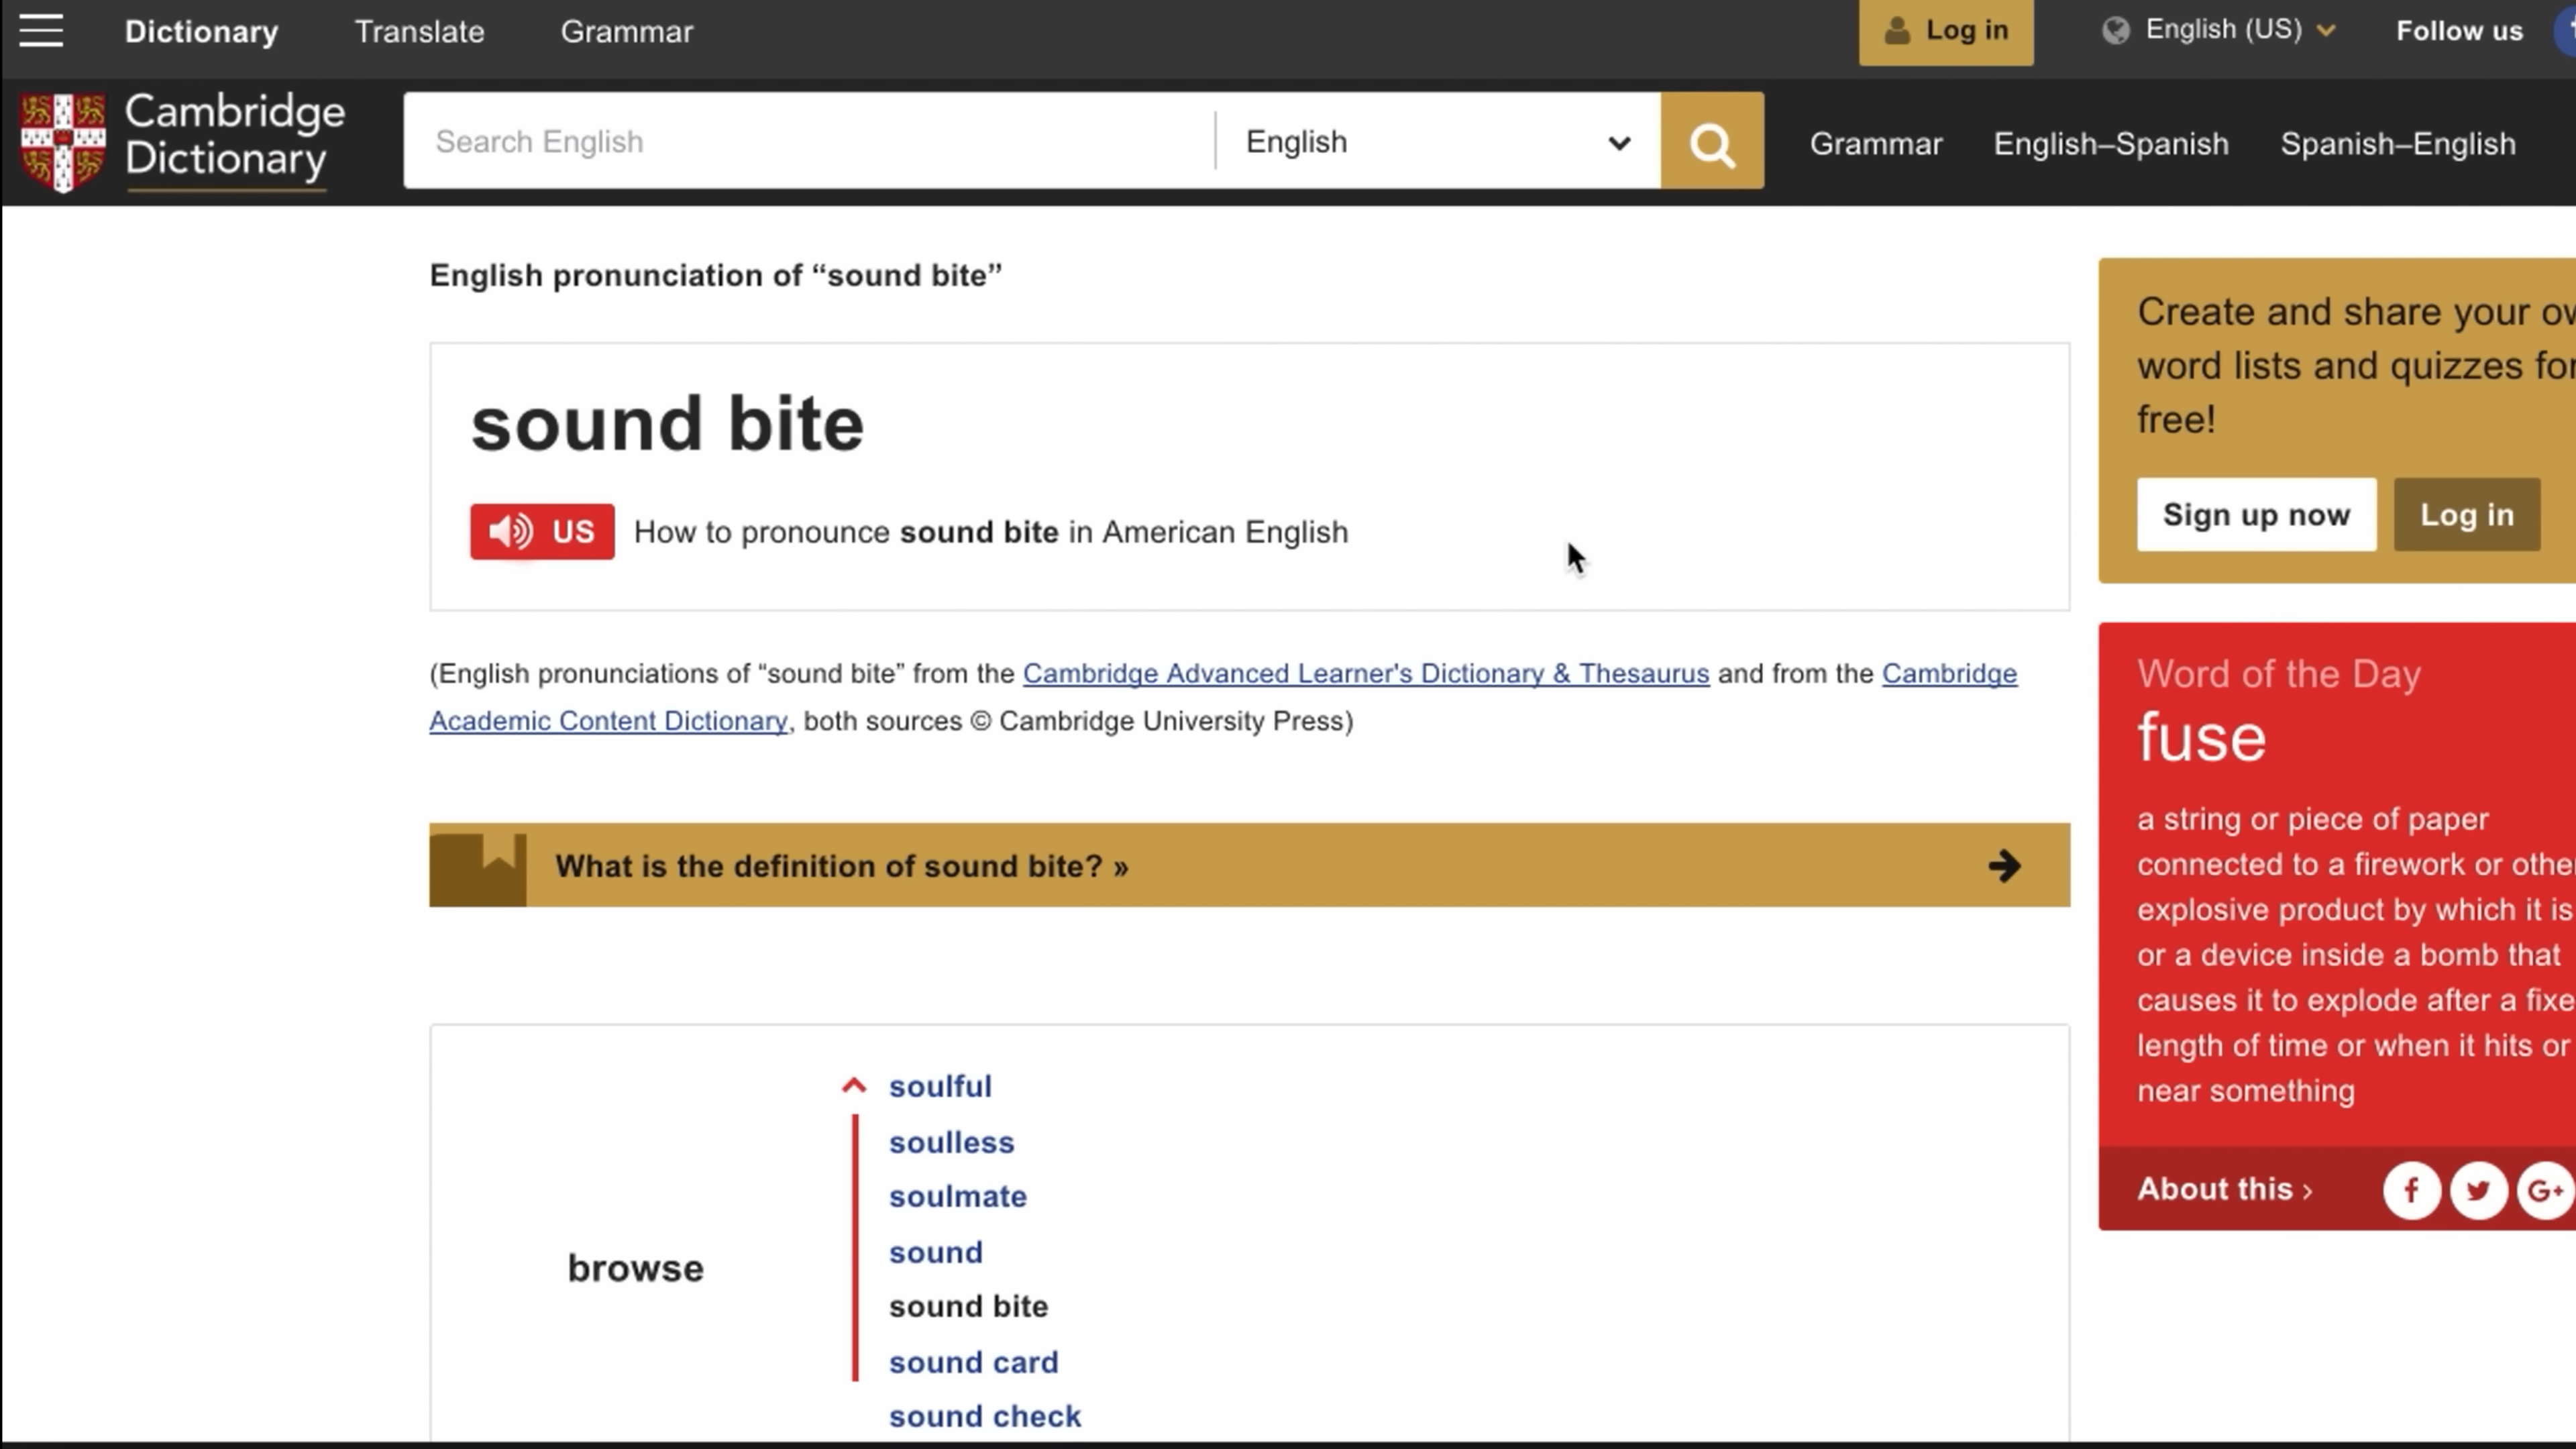 Dictionary Translate Grammar Log in English (US) Follow us
Cambridge
Dictionary
Search English English Grammar English–Spanish Spanish–English
English pronunciation of “sound bite”
sound bite
US How to pronounce sound bite in American English
(English pronunciations of “sound bite” from the Cambridge Advanced Learner's Dictionary & Thesaurus and from the Cambridge
Academic Content Dictionary, both sources © Cambridge University Press)
What is the definition of sound bite? »
browse
soulful
soulless
soulmate
sound
sound bite
sound card
sound check
Create and share your
word lists and quizzes
free!
Sign up now Log in
Word of the Day
fuse
a string or piece of paper
connected to a firework or
explosive product by which it is
or a device inside a bomb that
causes it to explode after a
length of time or when it hits or
near something
About this › f G+